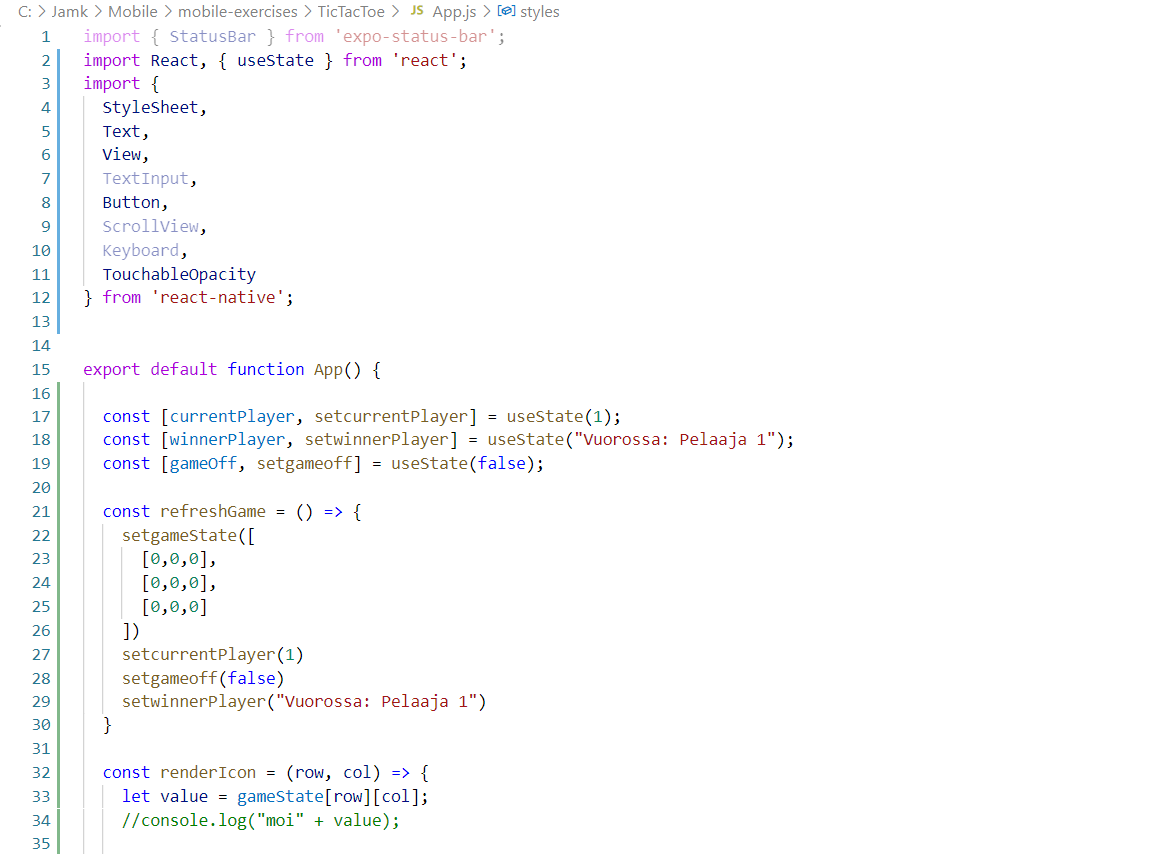 C: > Jamk > Mobile > mobile-exercises > TicTacToe > JS App.js > styles
1 import { StatusBar } from 'expo-status-bar';
2 import React, { useState } from 'react';
3 import {
4 StyleSheet,
5 Text,
6 View,
7 TextInput,
8 Button,
9 ScrollView,
10 Keyboard,
11 TouchableOpacity
12 } from 'react-native';
13
14
15 export default function App() {
16
17 const [currentPlayer, setcurrentPlayer] = useState(1);
18 const [winnerPlayer, setwinnerPlayer] = useState("Vuorossa: Pelaaja 1");
19 const [gameOff, setgameoff] = useState(false);
20
21 const refreshGame = () => {
22 setgameState([
23 [0,0,0],
24 [0,0,0],
25 [0,0,0]
26 ])
27 setcurrentPlayer(1)
28 setgameoff(false)
29 setwinnerPlayer("Vuorossa: Pelaaja 1")
30 }
31
32 const renderIcon = (row, col) => {
33 let value = gameState[row][col];
34 //console.log("moi" + value);
35